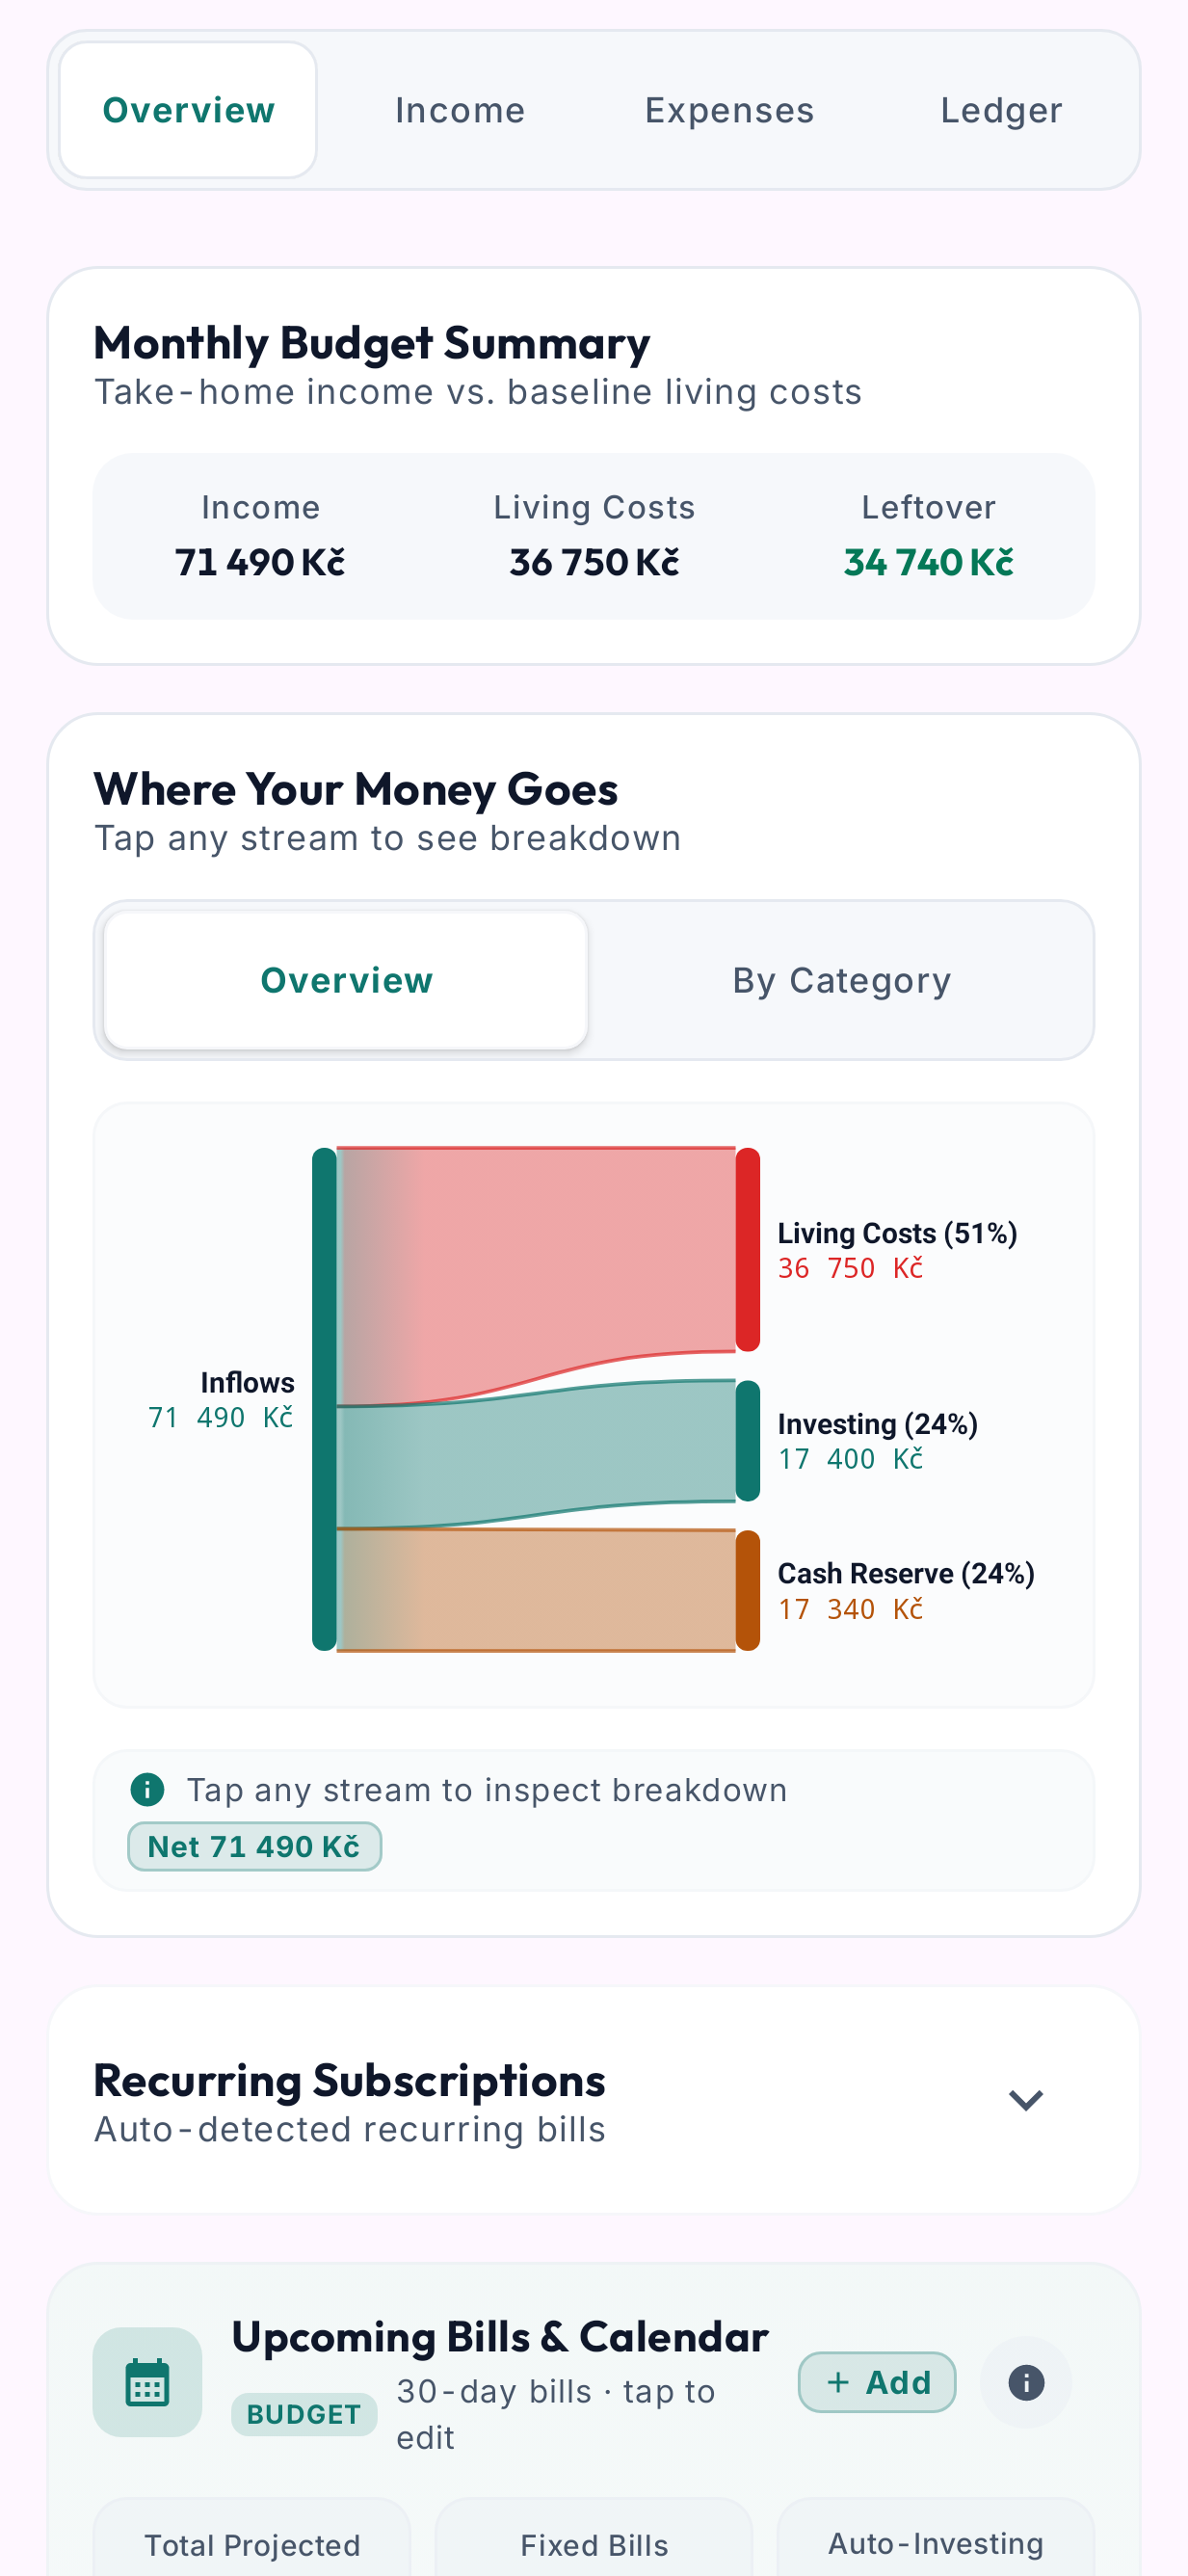 Overview
Income
Expenses
Ledger
Monthly Budget Summary
Take-home income vs. baseline living costs
Income
Living Costs
Leftover
71 490 Kč
36 750 Kč
34 740 Kč
Where Your Money Goes
Tap any stream to see breakdown
Overview
By Category
Living Costs (51%)
36 750 Kč
Inflows
71 490 Kč
Investing (24%)
17 400 Kč
Cash Reserve (24%)
17 340 Kč
Tap any stream to inspect breakdown
Net 71 490 Kč
Recurring Subscriptions
Auto-detected recurring bills
Upcoming Bills & Calendar
BUDGET
30-day bills · tap to
edit
+ Add
Total Projected
Fixed Bills
Auto-Investing